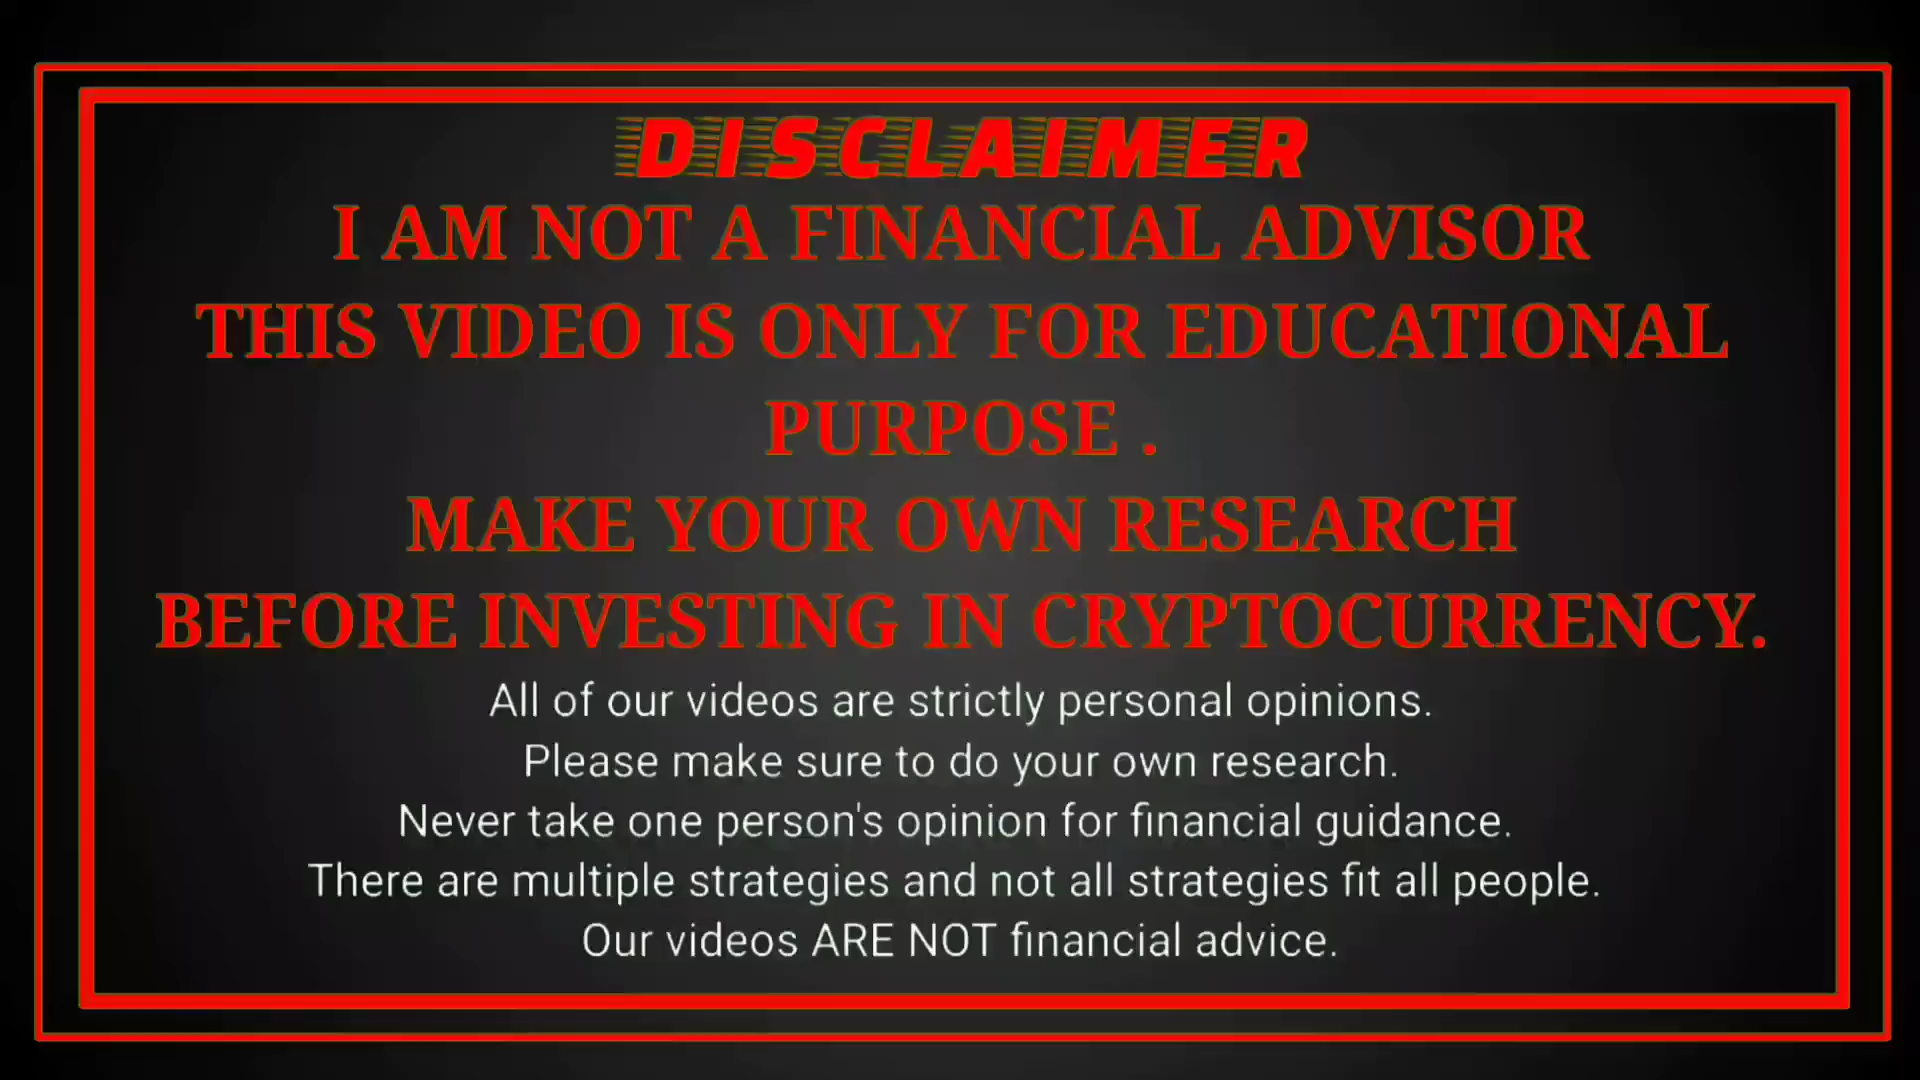 DISCLAIMER
I AM NOT A FINANCIAL ADVISOR
THIS VIDEO IS ONLY FOR EDUCATIONAL
PURPOSE .
MAKE YOUR OWN RESEARCH
BEFORE INVESTING IN CRYPTOCURRENCY.
All of our videos are strictly personal opinions.
Please make sure to do your own research.
Never take one person's opinion for financial guidance.
There are multiple strategies and not all strategies fit all people.
Our videos ARE NOT financial advice.